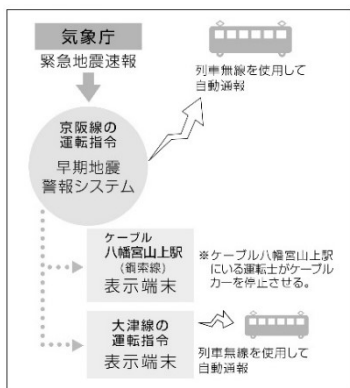 気象庁
緊急地震速報
列車無線を使用して
自動通報
京阪線の
運転指令
早期地震
警報システム
ケーブル
八幡宮山上駅
(鋼索線)
表示端末
※ケーブル八幡宮山上駅
にいる運転士がケーブル
カーを停止させる。
大津線の
運転指令
表示端末
列車無線を使用して
自動通報